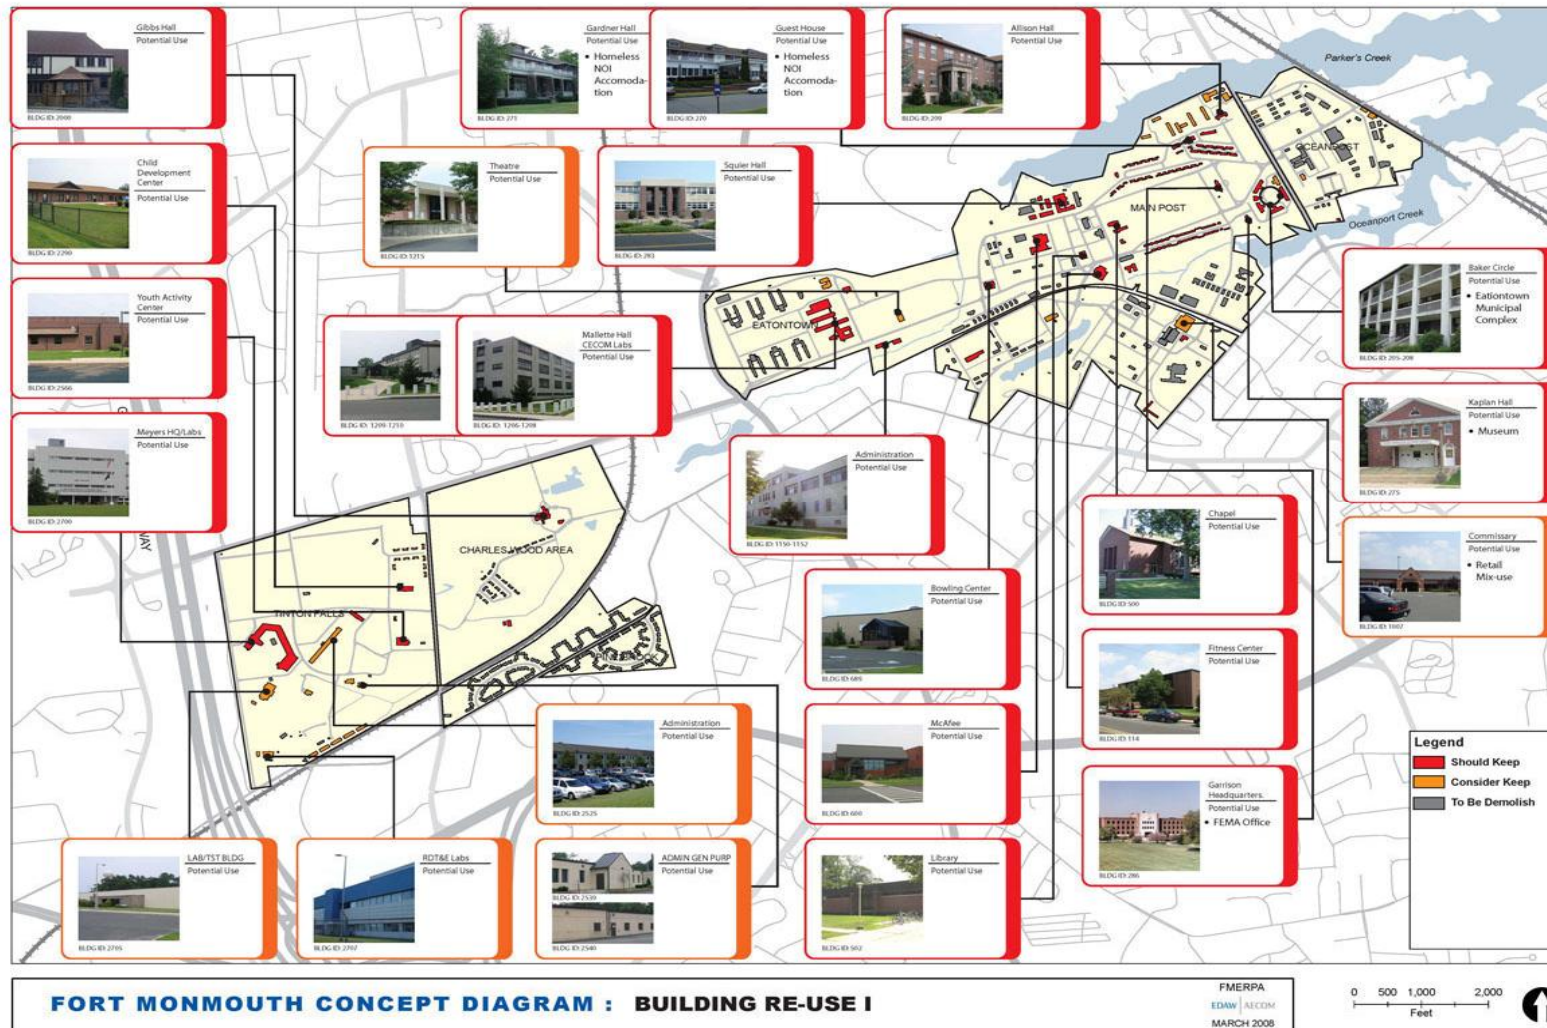 Gibbs Hall
Potential Use
BLDG ID: 2000
Gardner Hall
Potential Use
• Homeless
NOI
Accomoda-
tion
BLDG ID: 271
Guest House
Potential Use
• Homeless
NOI
Accomoda-
tion
BLDG ID: 270
Allison Hall
Potential Use
BLDG ID: 200
Parker's Creek
Child
Development
Center
Potential Use
BLDG ID: 2290
Theatre
Potential Use
BLDG ID: 1215
Squier Hall
Potential Use
BLDG ID: 283
OCEANPORT
MAIN POST
Oceanport Creek
Youth Activity
Center
Potential Use
BLDG ID: 2566
Mallette Hall
CECOM Labs
Potential Use
BLDG ID: 1209-1210
BLDG ID: 1206-1208
EATONTOWN
Baker Circle
Potential Use
• Eationtown
Municipal
Complex
BLDG ID: 205-208
Meyers HQ/Labs
Potential Use
BLDG ID: 2700
WAY
Administration
Potential Use
BLDG ID: 1150-1152
Kaplan Hall
Potential Use
• Museum
BLDG ID: 275
CHARLES WOOD AREA
TINTON FALLS
PINEBROOK
Chapel
Potential Use
BLDG ID: 500
Commissary
Potential Use
• Retail
Mix-use
BLDG ID: 1007
Bowling Center
Potential Use
BLDG ID: 689
Fitness Center
Potential Use
BLDG ID: 114
Administration
Potential Use
BLDG ID: 2525
McAfee
Potential Use
BLDG ID: 600
Garrison
Headquarters.
Potential Use
• FEMA Office
BLDG ID: 286
Legend
Should Keep
Consider Keep
To Be Demolish
LAB/TST BLDG
Potential Use
BLDG ID: 2705
RDT&E Labs
Potential Use
BLDG ID: 2707
ADMIN GEN PURP
Potential Use
BLDG ID: 2539
BLDG ID: 2540
Library
Potential Use
BLDG ID: 502
FORT MONMOUTH CONCEPT DIAGRAM : BUILDING RE-USE I
FMERPA
EDAW | AECOM
MARCH 2008
0 500 1,000 2,000
Feet